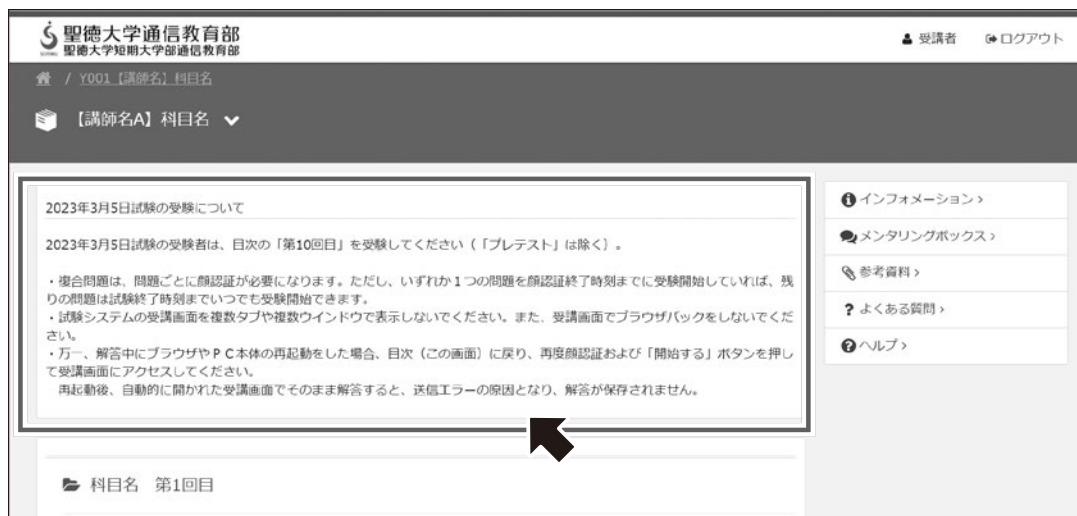 聖徳大学通信教育部
聖徳大学短期大学部通信教育部
受講者 ログアウト
/ Y001【講師名】科目名
【講師名A】科目名
2023年3月5日試験の受験について
2023年3月5日試験の受験者は、目次の「第10回目」を受験してください（「プレテスト」は除く）。
・複合問題は、問題ごとに顔認証が必要になります。ただし、いずれか１つの問題を顔認証終了時刻までに受験開始していれば、残
りの問題は試験終了時刻までいつでも受験開始できます。
・試験システムの受講画面を複数タブや複数ウインドウで表示しないでください。また、受講画面でブラウザバックをしないでくだ
さい。
・万一、解答中にブラウザやＰＣ本体の再起動をした場合、目次（この画面）に戻り、再度顔認証および「開始する」ボタンを押し
て受講画面にアクセスしてください。
再起動後、自動的に開かれた受講画面でそのまま解答すると、送信エラーの原因となり、解答が保存されません。
インフォメーション ›
メンタリングボックス ›
参考資料 ›
? よくある質問 ›
ヘルプ ›
科目名　第1回目